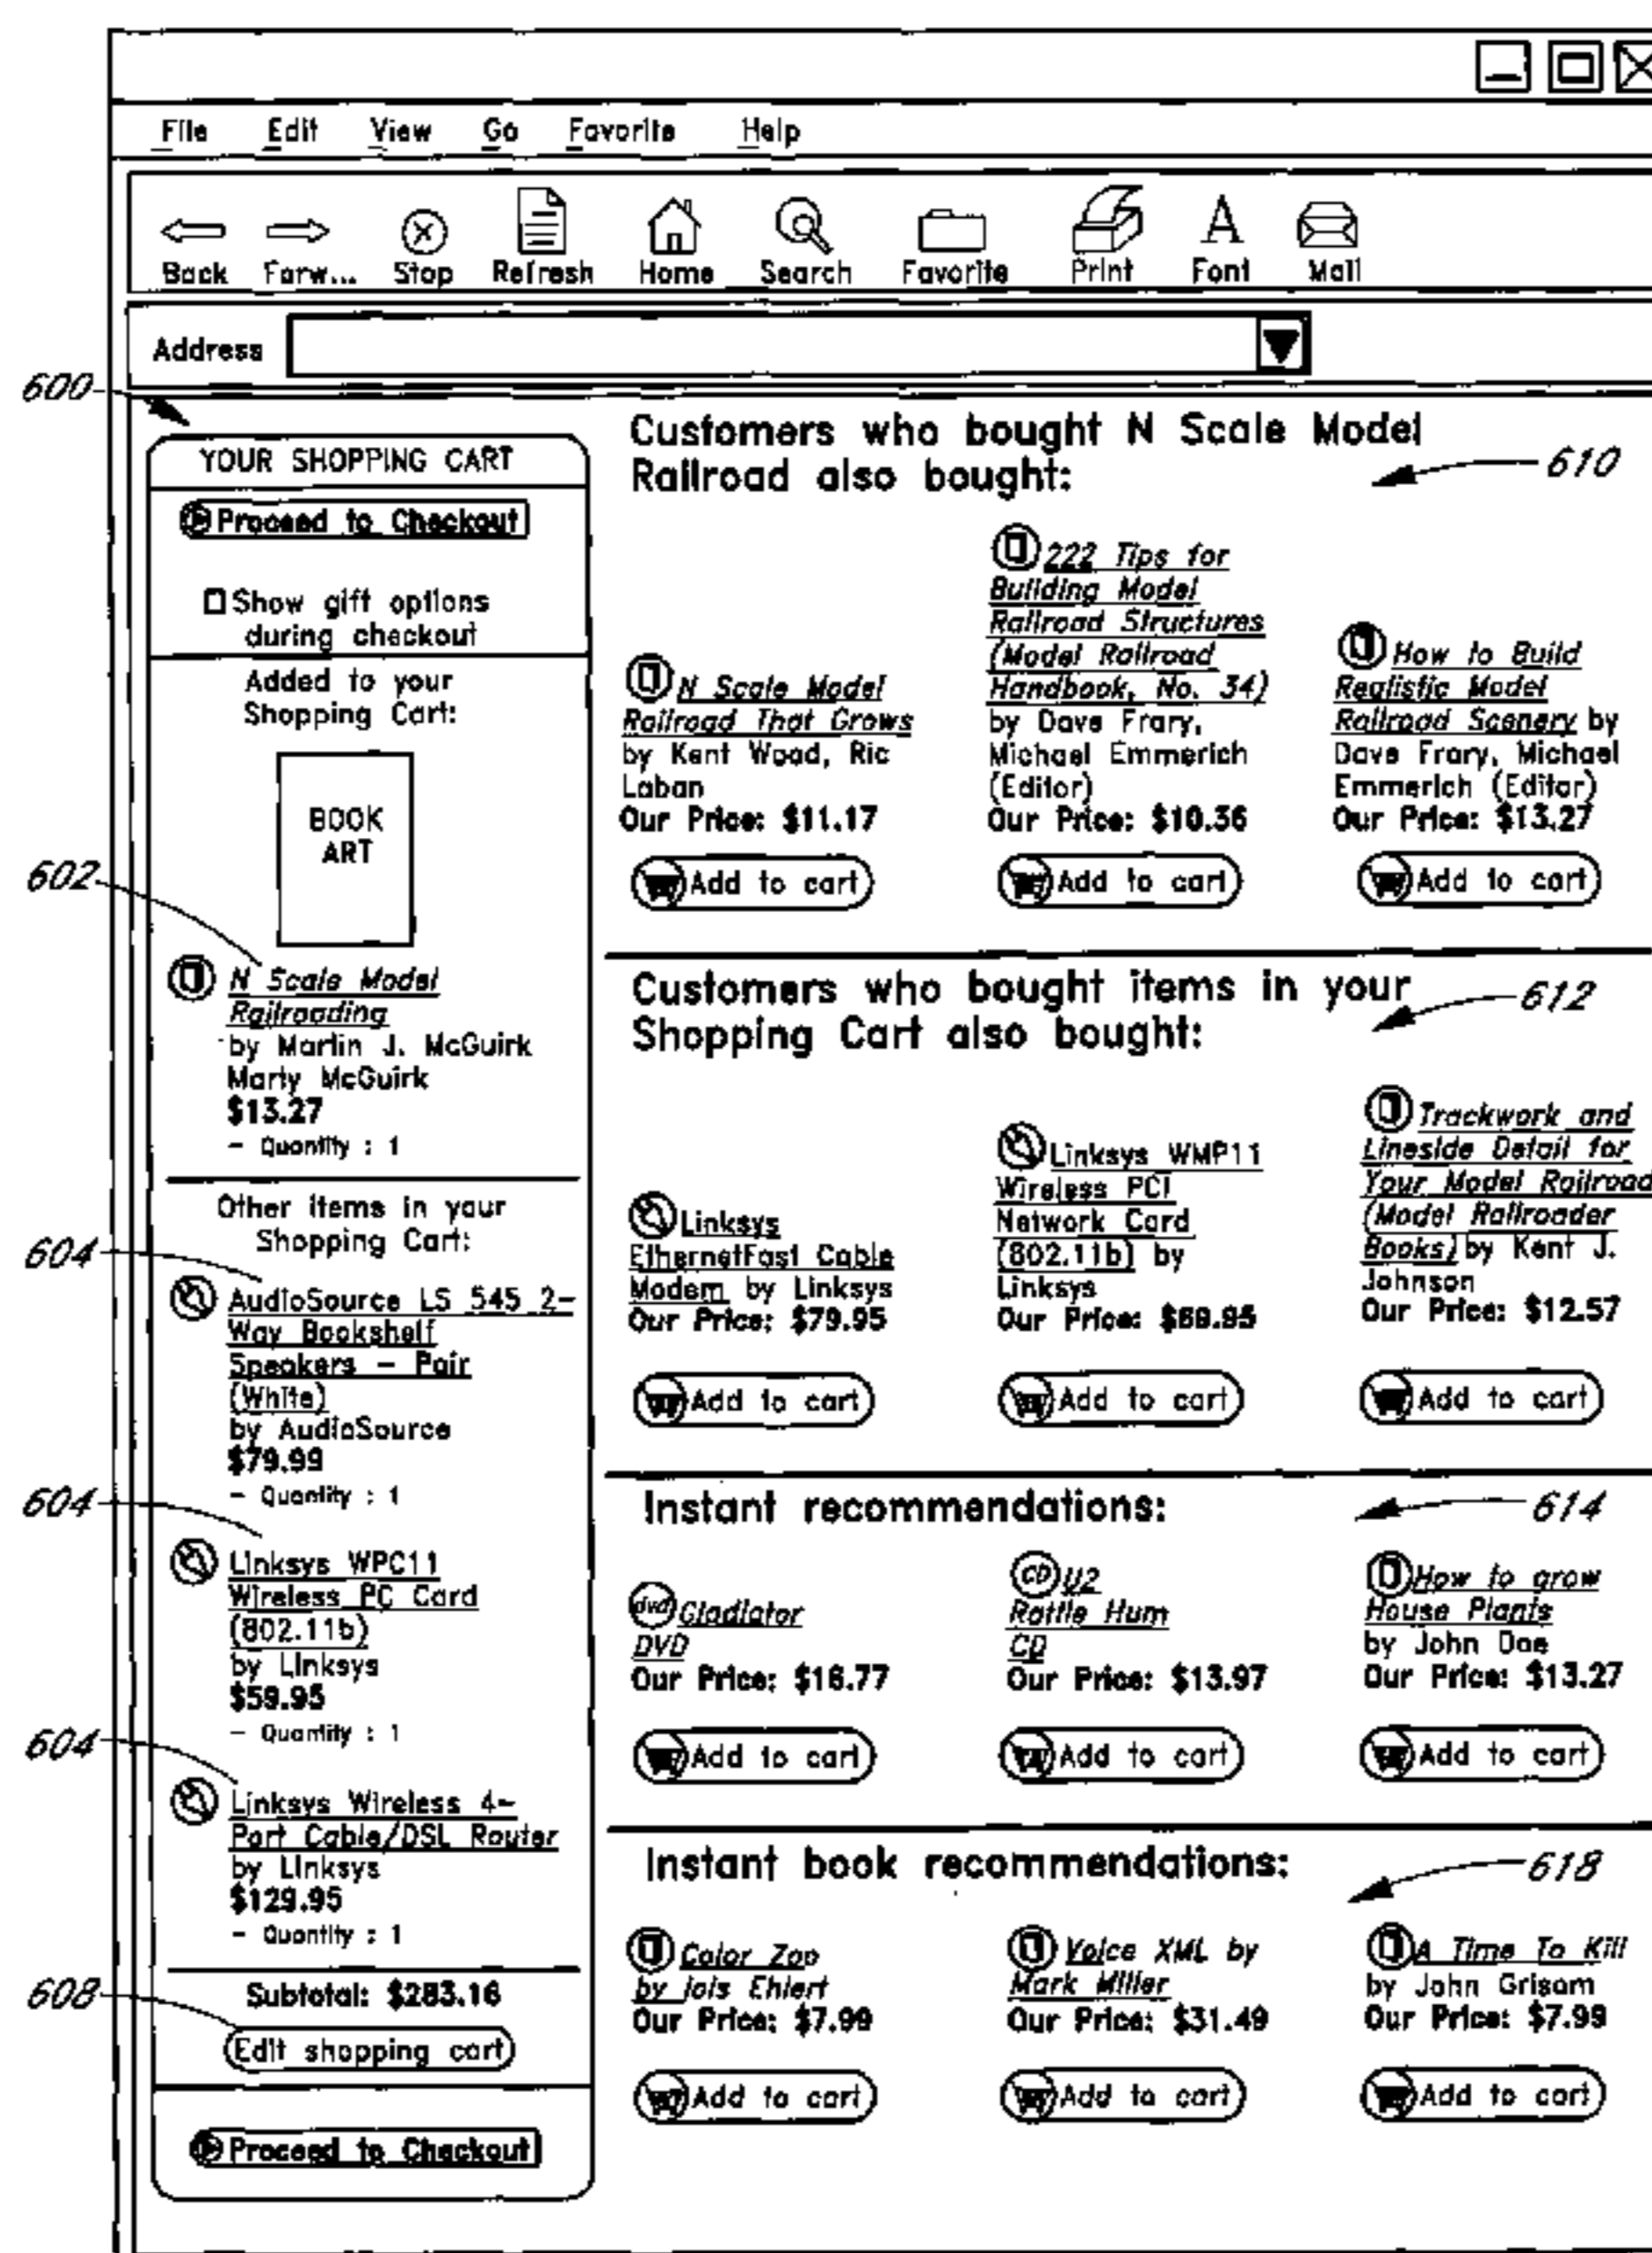 File Edit View Go Favorite Help
Back Forw... Stop Refresh Home Search Favorite Print Font Mail
Address
600
YOUR SHOPPING CART
Proceed to Checkout
Show gift options
during checkout
Added to your
Shopping Cart:
BOOK
ART
602
N Scale Model
Railroading
by Martin J. McGuirk
Marty McGuirk
$13.27
- Quantity : 1
Other items in your
Shopping Cart:
604
AudioSource LS 545 2-
Way Bookshelf
Speakers - Pair
(White)
by AudioSource
$79.99
- Quantity : 1
604
Linksys WPC11
Wireless PC Card
(802.11b)
by Linksys
$59.95
- Quantity : 1
604
Linksys Wireless 4-
Port Cable/DSL Router
by Linksys
$129.95
- Quantity : 1
Subtotal: $283.16
608
Edit shopping cart
Proceed to Checkout
Customers who bought N Scale Model
Railroad also bought:
610
N Scale Model
Railroad That Grows
by Kent Wood, Ric
Laban
Our Price: $11.17
Add to cart
222 Tips for
Building Model
Railroad Structures
(Model Railroad
Handbook, No. 34)
by Dave Frary,
Michael Emmerich
(Editor)
Our Price: $10.36
Add to cart
How to Build
Realistic Model
Railroad Scenery by
Dave Frary, Michael
Emmerich (Editor)
Our Price: $13.27
Add to cart
Customers who bought items in your
Shopping Cart also bought:
612
Linksys
EthernetFast Cable
Modem by Linksys
Our Price: $79.95
Add to cart
Linksys WMP11
Wireless PCI
Network Card
(802.11b) by
Linksys
Our Price: $69.95
Add to cart
Trackwork and
Lineside Detail for
Your Model Railroad
(Model Railroader
Books) by Kent J.
Johnson
Our Price: $12.57
Add to cart
Instant recommendations:
614
dvd Gladiator
DVD
Our Price: $16.77
Add to cart
CD U2
Rattle Hum
CD
Our Price: $13.97
Add to cart
How to grow
House Plants
by John Doe
Our Price: $13.27
Add to cart
Instant book recommendations:
618
Color Zoo
by lois Ehlert
Our Price: $7.99
Add to cart
Voice XML by
Mark Miller
Our Price: $31.49
Add to cart
A Time To Kill
by John Grisam
Our Price: $7.99
Add to cart